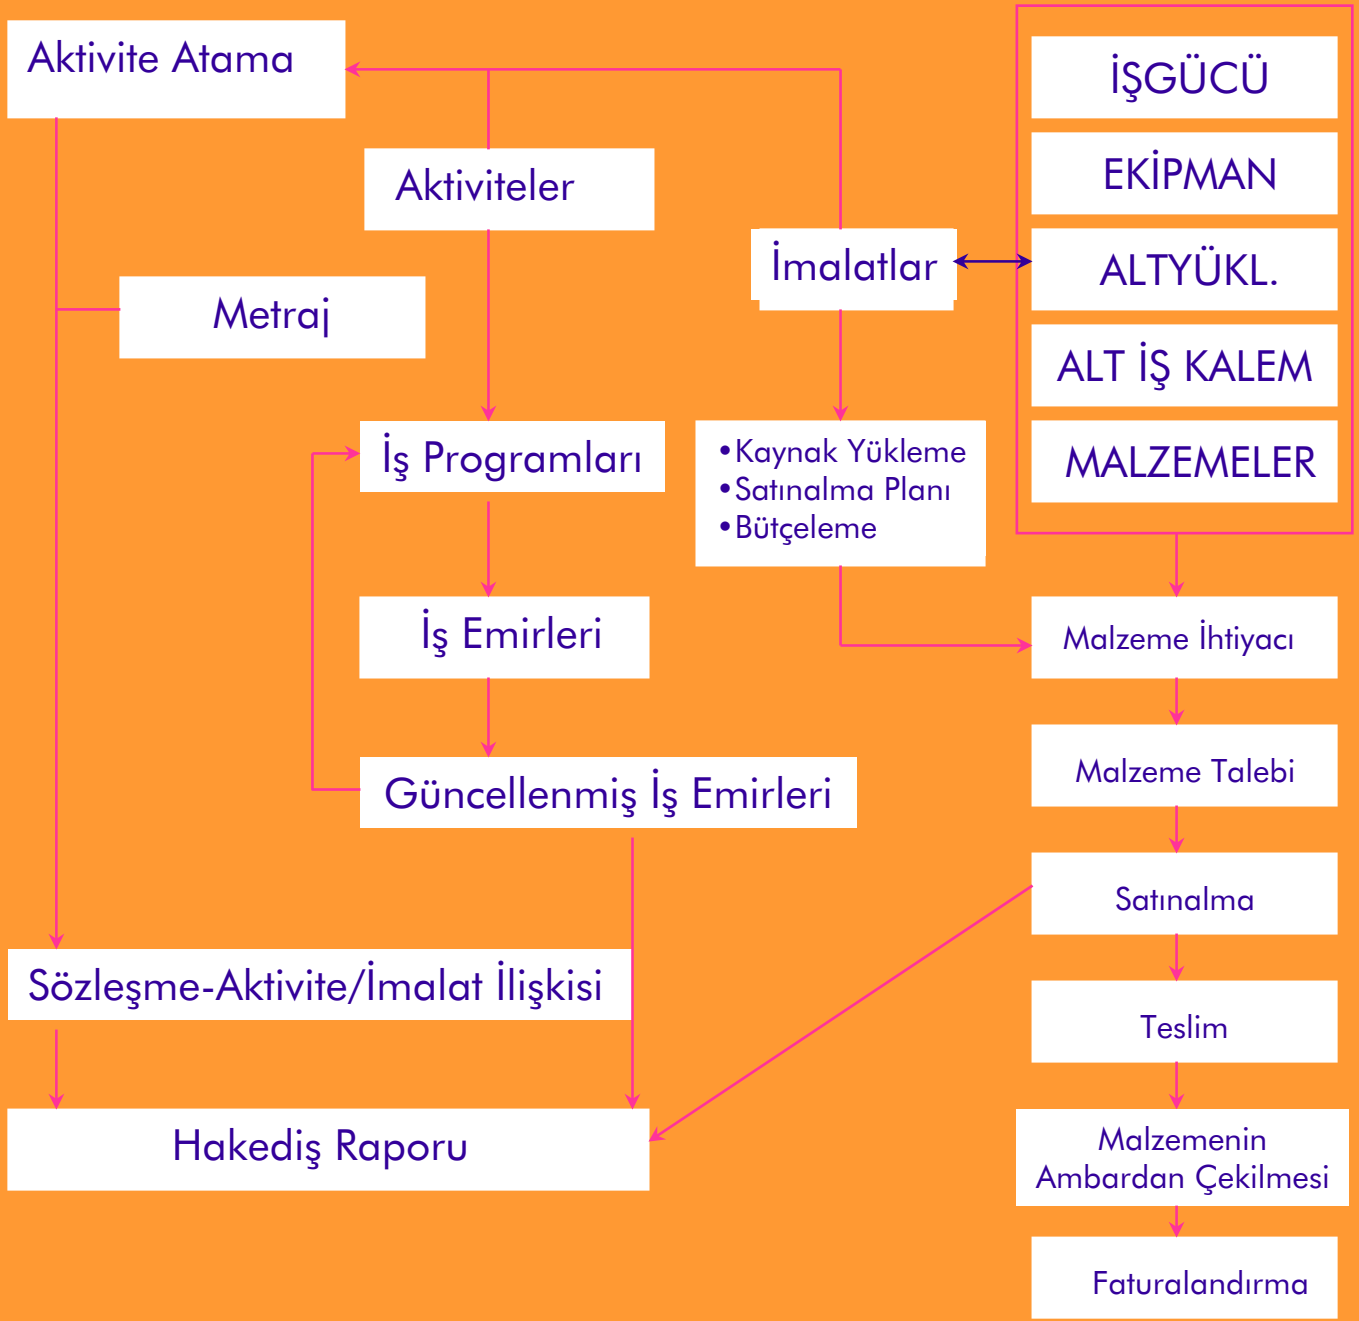 Aktivite Atama
Aktiviteler
Metraj
İmalatlar
İŞGÜCÜ
EKİPMAN
ALTYÜKL.
ALT İŞ KALEM
MALZEMELER
İş Programları
•Kaynak Yükleme
•Satınalma Planı
•Bütçeleme
İş Emirleri
Malzeme İhtiyacı
Güncellenmiş İş Emirleri
Malzeme Talebi
Satınalma
Sözleşme-Aktivite/İmalat İlişkisi
Teslim
Hakediş Raporu
Malzemenin
Ambardan Çekilmesi
Faturalandırma